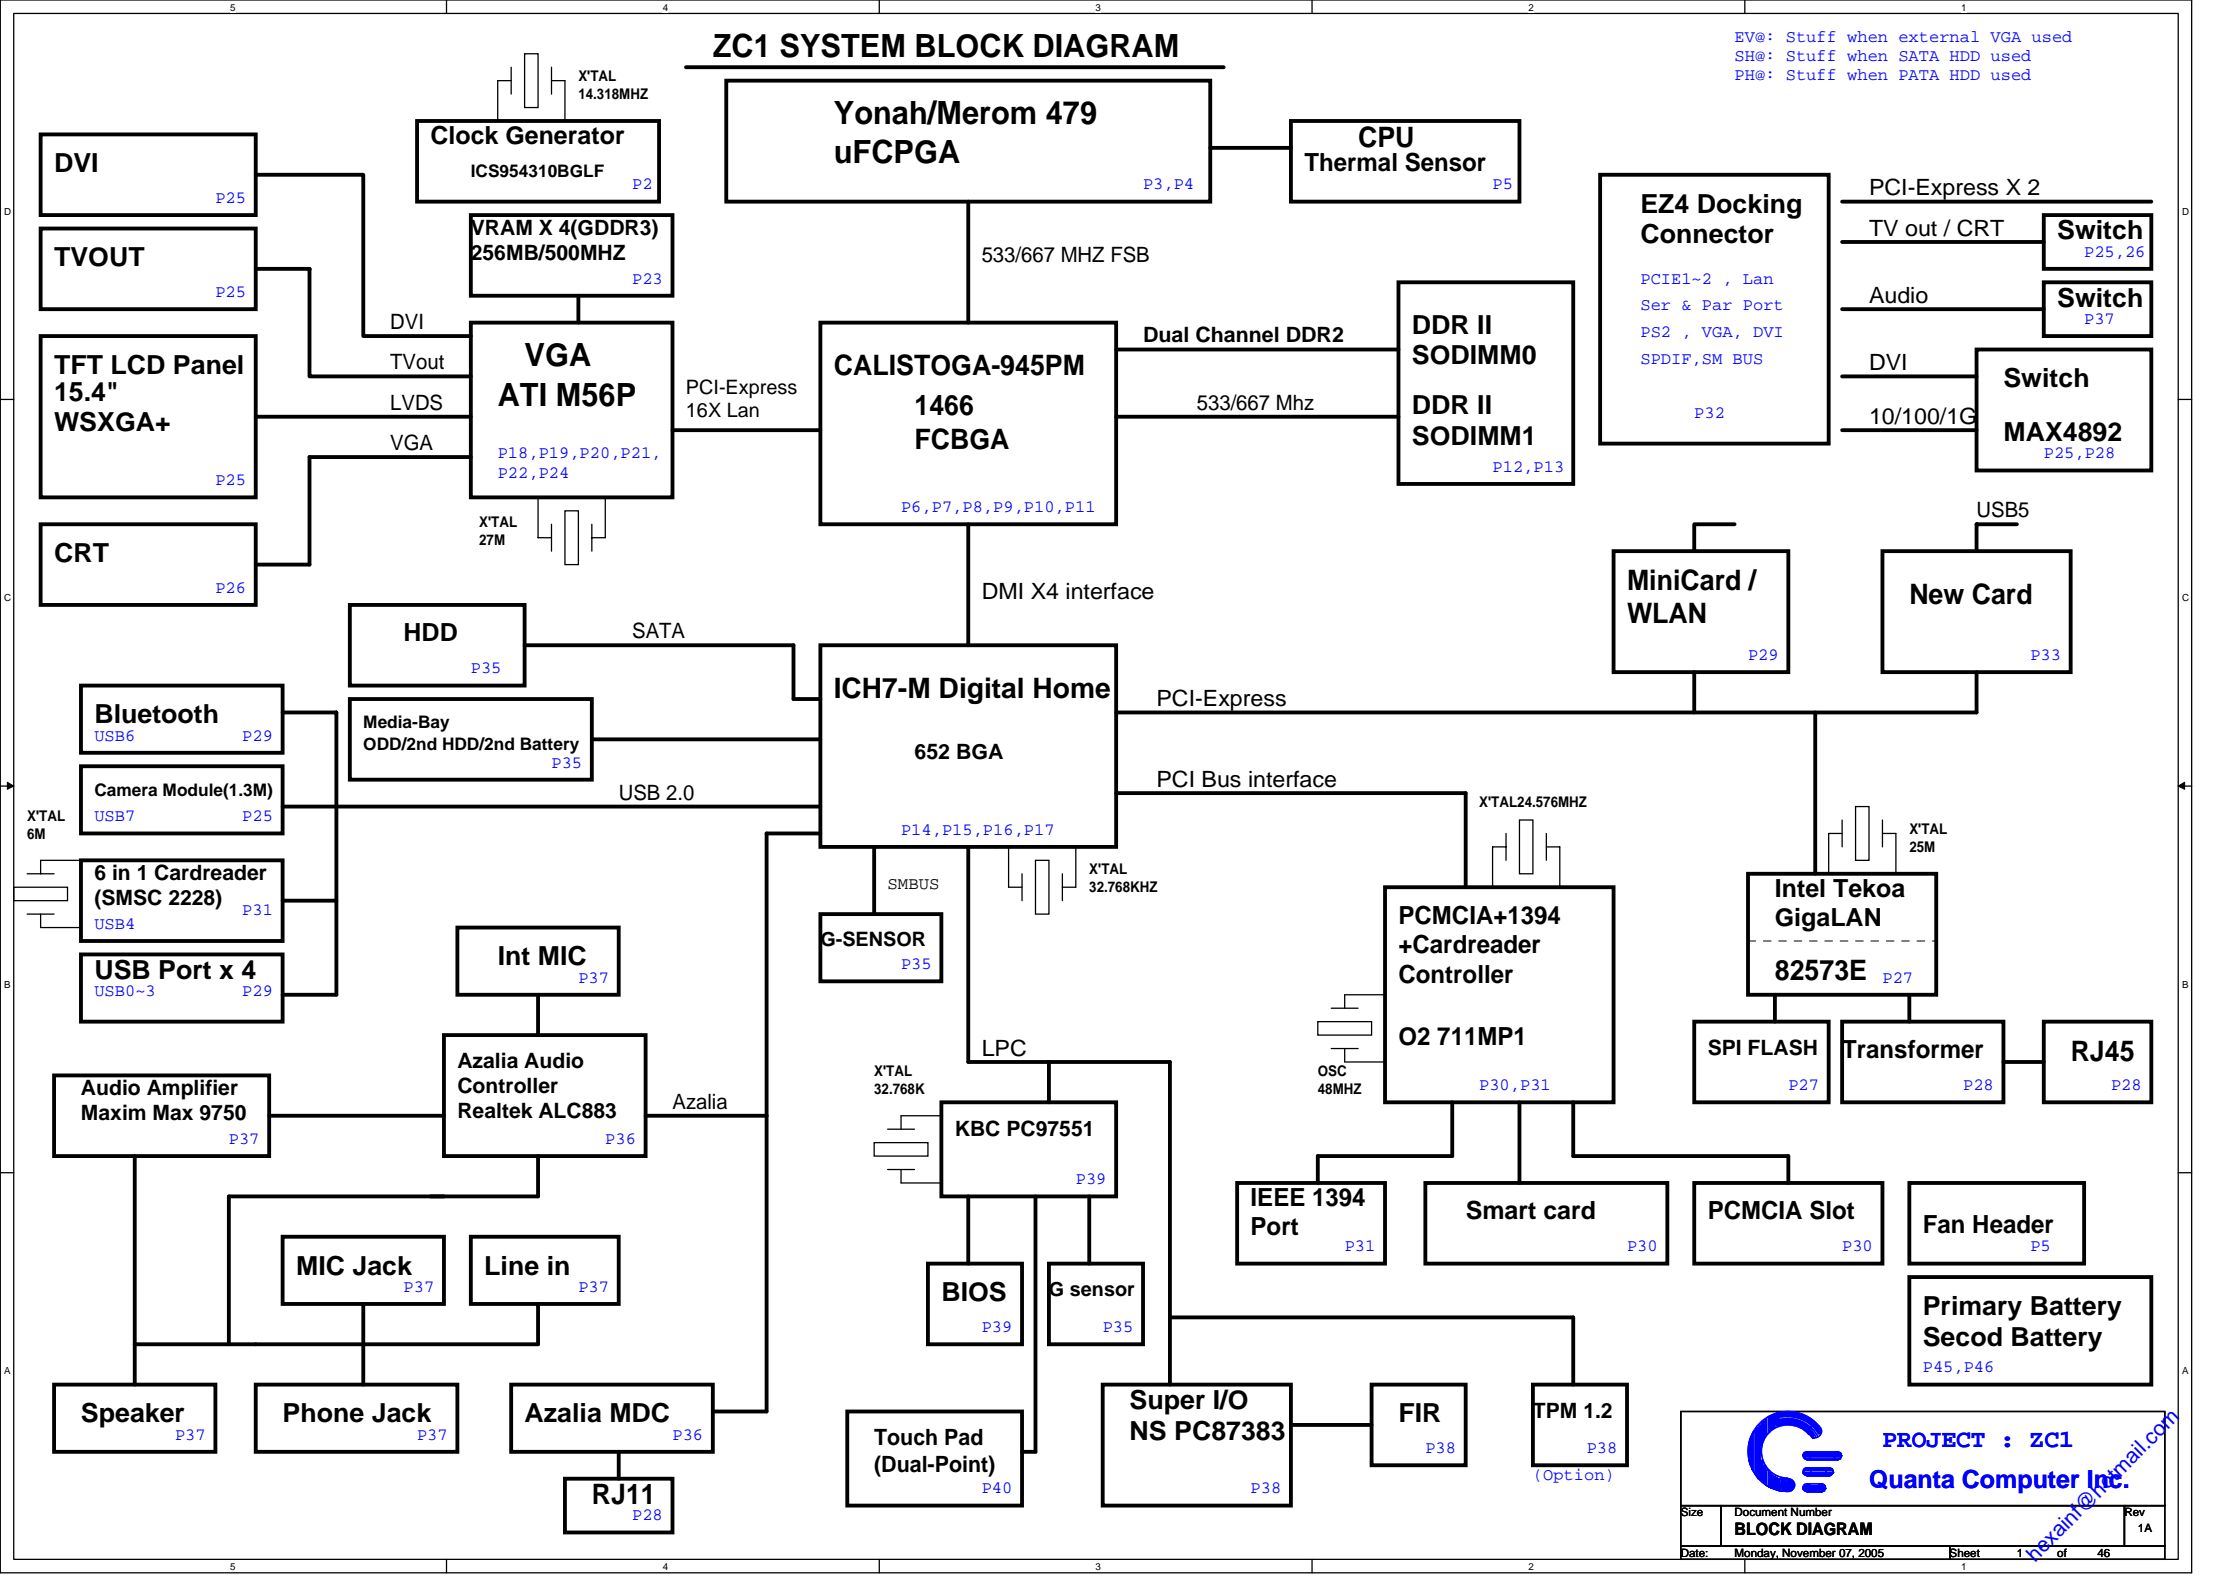 5 4 3 2 1
ZC1 SYSTEM BLOCK DIAGRAM
EV@: Stuff when external VGA used
SH@: Stuff when SATA HDD used
PH@: Stuff when PATA HDD used
X'TAL
14.318MHZ
Clock Generator
ICS954310BGLF
P2
Yonah/Merom 479
uFCPGA
P3,P4
CPU
Thermal Sensor
P5
DVI
P25
TVOUT
P25
TFT LCD Panel
15.4"
WSXGA+
P25
CRT
P26
VRAM X 4(GDDR3)
256MB/500MHZ
P23
DVI
TVout
LVDS
VGA
VGA
ATI M56P
P18,P19,P20,P21,
P22,P24
X'TAL
27M
PCI-Express
16X Lan
533/667 MHZ FSB
CALISTOGA-945PM
1466
FCBGA
P6,P7,P8,P9,P10,P11
Dual Channel DDR2
533/667 Mhz
DDR II
SODIMM0
DDR II
SODIMM1
P12,P13
EZ4 Docking
Connector
PCIE1~2 , Lan
Ser & Par Port
PS2 , VGA, DVI
SPDIF,SM BUS
P32
PCI-Express X 2
TV out / CRT
Switch
P25,26
Audio
Switch
P37
DVI
10/100/1G
Switch
MAX4892
P25,P28
USB5
MiniCard /
WLAN
P29
New Card
P33
DMI X4 interface
HDD
P35
SATA
Media-Bay
ODD/2nd HDD/2nd Battery
P35
ICH7-M Digital Home
652 BGA
P14,P15,P16,P17
PCI-Express
PCI Bus interface
USB 2.0
Bluetooth
USB6
P29
Camera Module(1.3M)
USB7
P25
X'TAL
6M
6 in 1 Cardreader
(SMSC 2228)
USB4
P31
USB Port x 4
USB0~3
P29
SMBUS
G-SENSOR
P35
X'TAL
32.768KHZ
X'TAL24.576MHZ
PCMCIA+1394
+Cardreader
Controller
O2 711MP1
P30,P31
OSC
48MHZ
X'TAL
25M
Intel Tekoa
GigaLAN
82573E
P27
SPI FLASH
P27
Transformer
P28
RJ45
P28
Int MIC
P37
Azalia Audio
Controller
Realtek ALC883
P36
Azalia
Audio Amplifier
Maxim Max 9750
P37
LPC
X'TAL
32.768K
KBC PC97551
P39
IEEE 1394
Port
P31
Smart card
P30
PCMCIA Slot
P30
Fan Header
P5
MIC Jack
P37
Line in
P37
BIOS
P39
G sensor
P35
Primary Battery
Secod Battery
P45,P46
Speaker
P37
Phone Jack
P37
Azalia MDC
P36
RJ11
P28
Touch Pad
(Dual-Point)
P40
Super I/O
NS PC87383
P38
FIR
P38
TPM 1.2
P38
(Option)
PROJECT : ZC1
Quanta Computer Inc.
Size
Document Number
Rev
BLOCK DIAGRAM
1A
Date:
Monday, November 07, 2005
Sheet
1
of
46
hexainf@hotmail.com
D
D
C
C
B
B
A
A
5 4 3 2 1